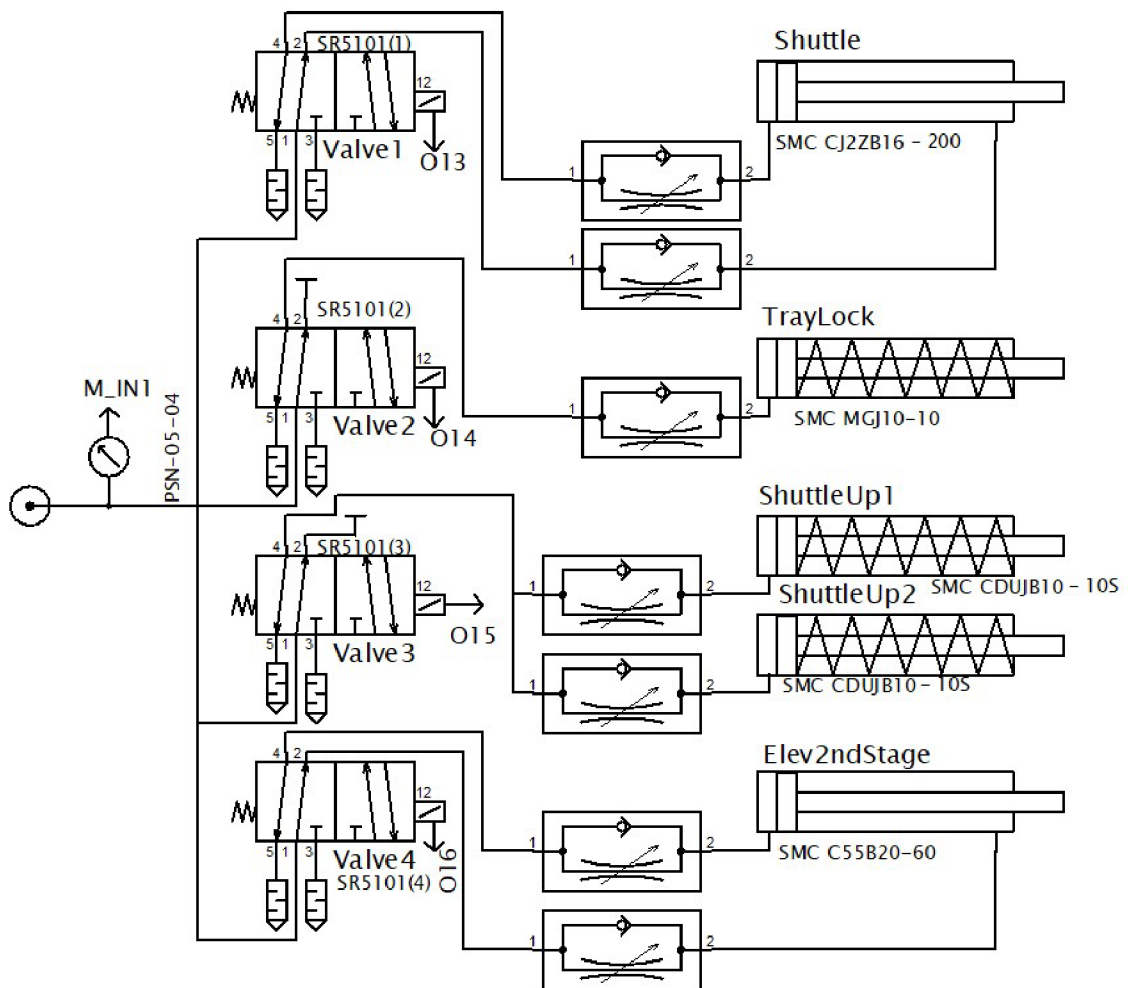 4 2 SR5101(1)
12
5 1 3 Valve1 O13
Shuttle
SMC CJ2ZB16 - 200
1 2
1 2
4 2 SR5101(2)
12
5 1 3 Valve2 O14
TrayLock
SMC MGJ10-10
1 2
M_IN1
PSN-05-04
4 2 SR5101(3)
12
5 1 3 Valve3 O15
ShuttleUp1
SMC CDUJB10 - 10S
1 2
ShuttleUp2
SMC CDUJB10 - 10S
1 2
4 2
12
5 1 3 Valve4 O16
SR5101(4)
Elev2ndStage
SMC C55B20-60
1 2
1 2